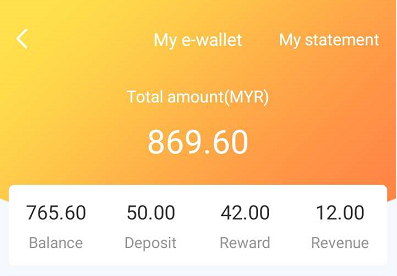 My e-wallet My statement
Total amount(MYR)
869.60
765.60 50.00 42.00 12.00
Balance Deposit Reward Revenue